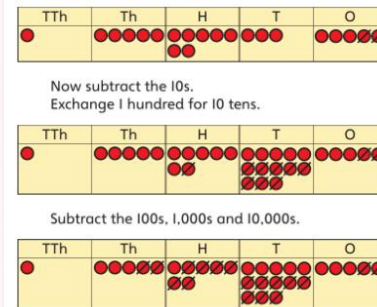 TTh Th H T O
Now subtract the 10s.
Exchange 1 hundred for 10 tens.
TTh Th H T O
Subtract the 100s, 1,000s and 10,000s.
TTh Th H T O